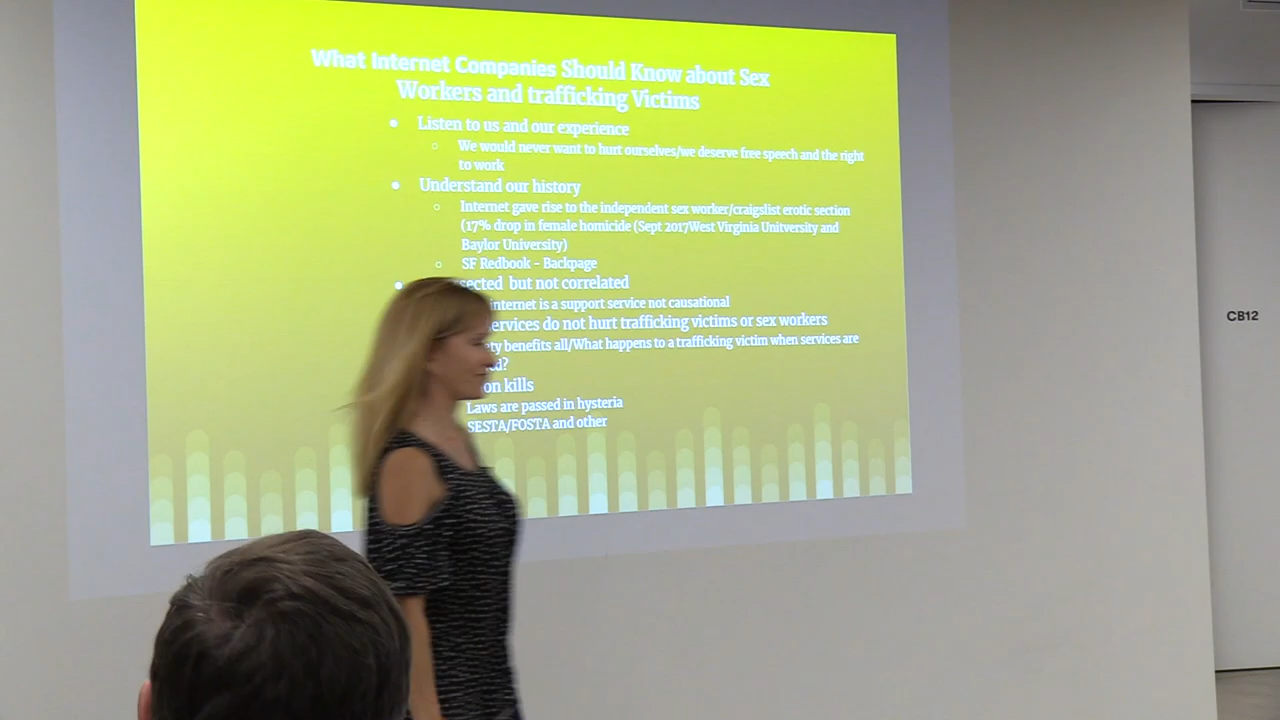 What Internet Companies Should Know about Sex
Workers and trafficking Victims
Listen to us and our experience
We would never want to hurt ourselves/we deserve free speech and the right
to work
Understand our history
Internet gave rise to the independent sex worker/craigslist erotic section
(17% drop in female homicide (Sept 2017West Virginia Unitversity and
Baylor University)
SF Redbook – Backpage
sected but not correlated
internet is a support service not causational
ervices do not hurt trafficking victims or sex workers
ety benefits all/What happens to a trafficking victim when services are
ed?
on kills
Laws are passed in hysteria
SESTA/FOSTA and other
CB12